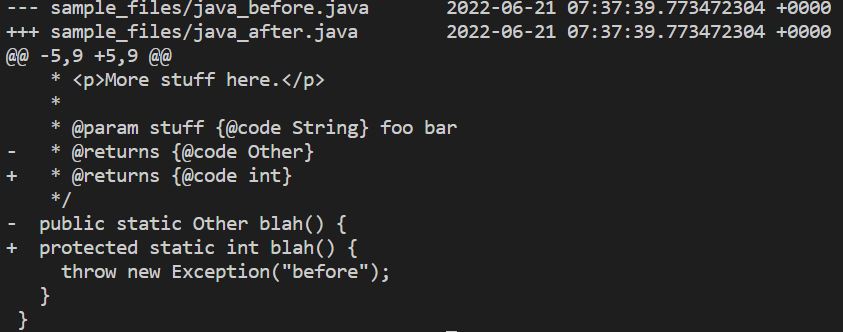 --- sample_files/java_before.java       2022-06-21 07:37:39.773472304 +0000
+++ sample_files/java_after.java        2022-06-21 07:37:39.773472304 +0000
@@ -5,9 +5,9 @@
    * <p>More stuff here.</p>
    *
    * @param stuff {@code String} foo bar
-   * @returns {@code Other}
+   * @returns {@code int}
    */
-  public static Other blah() {
+  protected static int blah() {
     throw new Exception("before");
   }
 }